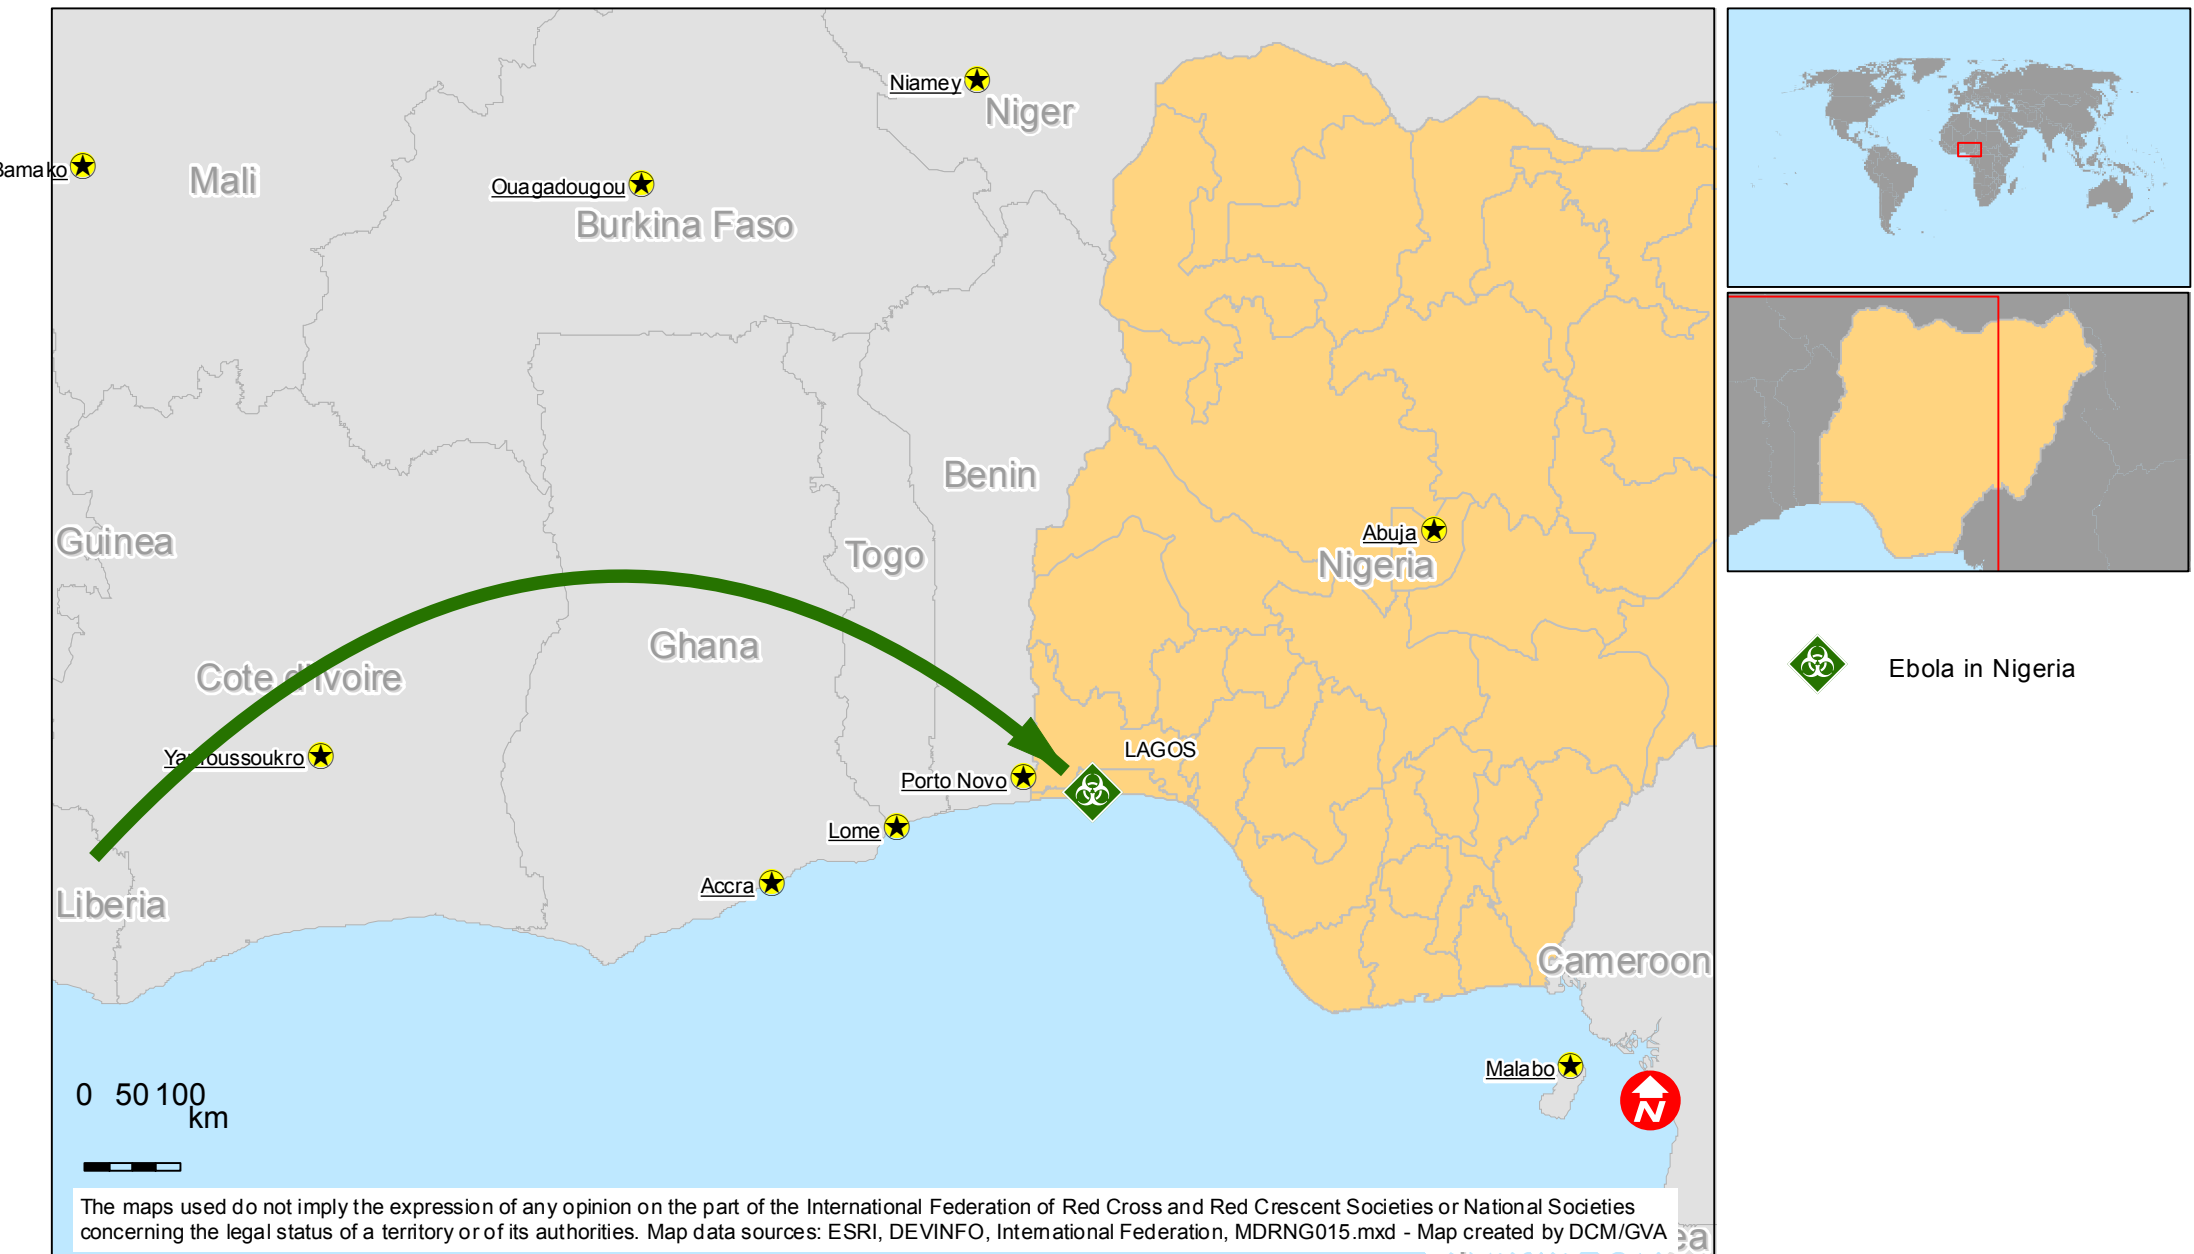 Niamey
Niger
Bamako
Mali
Ouagadougou
Burkina Faso
Benin
Abuja
Nigeria
Guinea
Togo
Ghana
Cote d'Ivoire
Yamoussoukro
LAGOS
Porto Novo
Lome
Accra
Liberia
Cameroon
Malabo
N
0 50 100
km
The maps used do not imply the expression of any opinion on the part of the International Federation of Red Cross and Red Crescent Societies or National Societies
concerning the legal status of a territory or of its authorities. Map data sources: ESRI, DEVINFO, International Federation, MDRNG015.mxd - Map created by DCM/GVA
Ebola in Nigeria